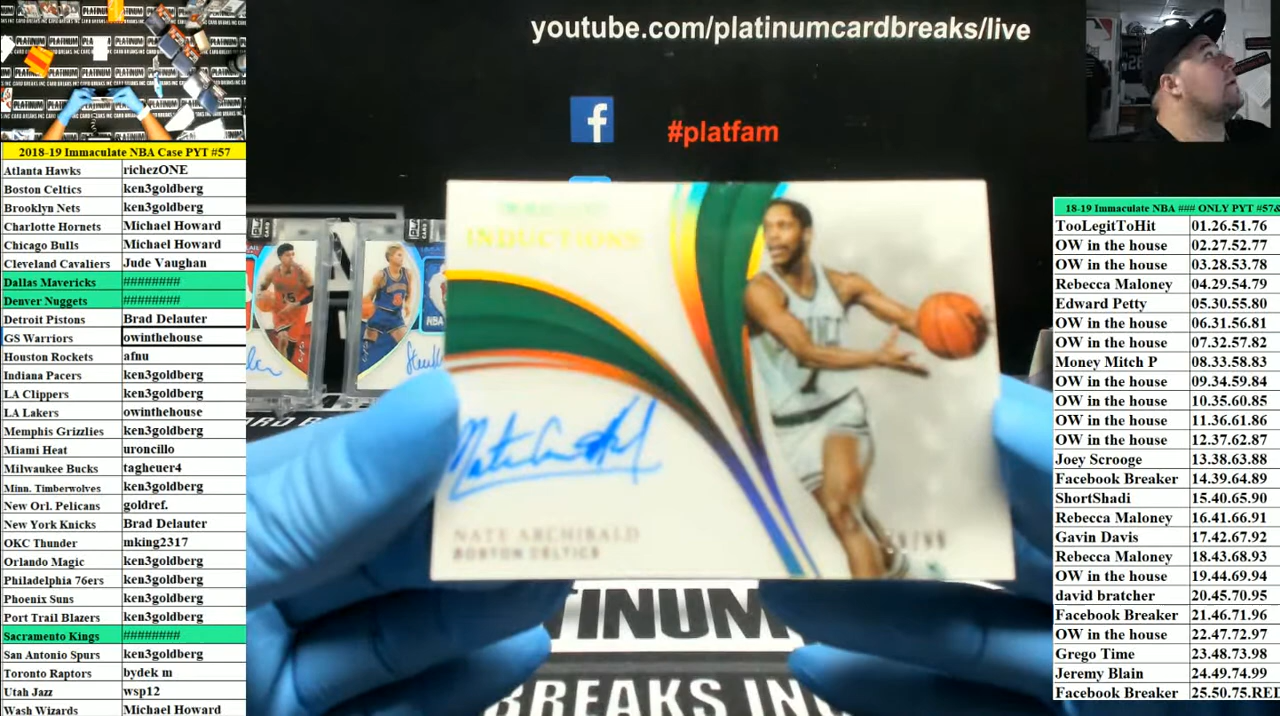 youtube.com/platinumcardbreaks/live
#platfam
2018-19 Immaculate NBA Case PYT #57
Atlanta Hawks richezONE
Boston Celtics ken3goldberg
Brooklyn Nets ken3goldberg
Charlotte Hornets Michael Howard
Chicago Bulls Michael Howard
Cleveland Cavaliers Jude Vaughan
Dallas Mavericks ########
Denver Nuggets ########
Detroit Pistons Brad Delauter
GS Warriors owinthehouse
Houston Rockets afnu
Indiana Pacers ken3goldberg
LA Clippers ken3goldberg
LA Lakers owinthehouse
Memphis Grizzlies ken3goldberg
Miami Heat uroncillo
Milwaukee Bucks tagheuer4
Minn. Timberwolves ken3goldberg
New Orl. Pelicans goldref.
New York Knicks Brad Delauter
OKC Thunder mking2317
Orlando Magic ken3goldberg
Philadelphia 76ers ken3goldberg
Phoenix Suns ken3goldberg
Port Trail Blazers ken3goldberg
Sacramento Kings ########
San Antonio Spurs ken3goldberg
Toronto Raptors bydek m
Utah Jazz wsp12
Wash Wizards Michael Howard
INDUCTIONS
NATE ARCHIBALD
BOSTON CELTICS
TINUM
BREAKS INC
18-19 Immaculate NBA ### ONLY PYT #57&
TooLegitToHit 01.26.51.76
OW in the house 02.27.52.77
OW in the house 03.28.53.78
Rebecca Maloney 04.29.54.79
Edward Petty 05.30.55.80
OW in the house 06.31.56.81
OW in the house 07.32.57.82
Money Mitch P 08.33.58.83
OW in the house 09.34.59.84
OW in the house 10.35.60.85
OW in the house 11.36.61.86
OW in the house 12.37.62.87
Joey Scrooge 13.38.63.88
Facebook Breaker 14.39.64.89
ShortShadi 15.40.65.90
Rebecca Maloney 16.41.66.91
Gavin Davis 17.42.67.92
Rebecca Maloney 18.43.68.93
OW in the house 19.44.69.94
david bratcher 20.45.70.95
Facebook Breaker 21.46.71.96
OW in the house 22.47.72.97
Grego Time 23.48.73.98
Jeremy Blain 24.49.74.99
Facebook Breaker 25.50.75.RED